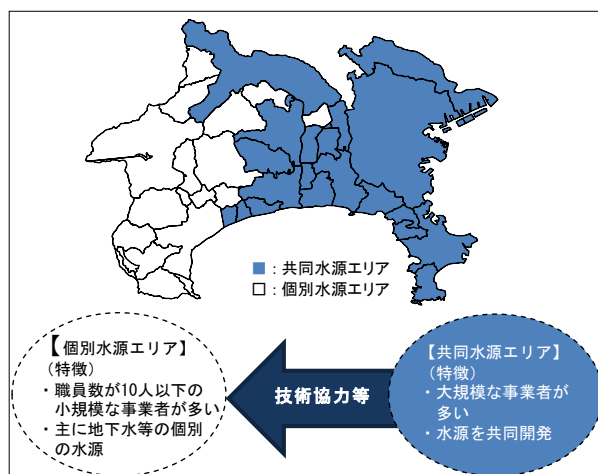 ■：共同水源エリア
□：個別水源エリア
【個別水源エリア】
（特徴）
・職員数が10人以下の
小規模な事業者が多い
・主に地下水等の個別
の水源
技術協力等
【共同水源エリア】
（特徴）
・大規模な事業者が
多い
・水源を共同開発